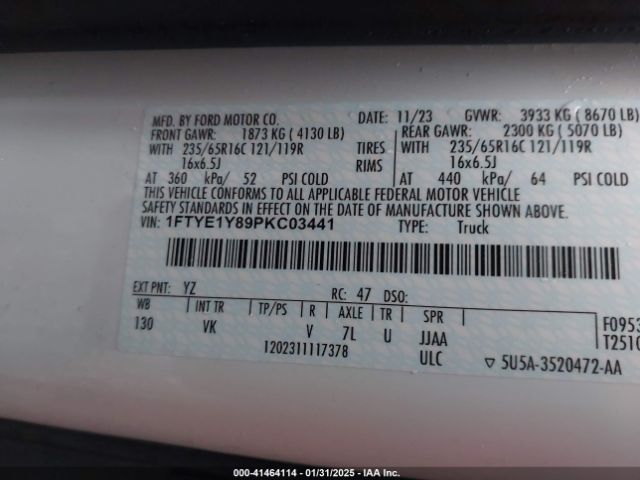 MFD. BY FORD MOTOR CO. DATE: 11/23 GVWR: 3933 KG ( 8670 LB)
FRONT GAWR: 1873 KG ( 4130 LB) REAR GAWR: 2300 KG ( 5070 LB)
WITH 235/65R16C 121/119R TIRES WITH 235/65R16C 121/119R
16x6.5J RIMS 16x6.5J
AT 360 kPa/ 52 PSI COLD AT 440 kPa/ 64 PSI COLD
THIS VEHICLE CONFORMS TO ALL APPLICABLE FEDERAL MOTOR VEHICLE
SAFETY STANDARDS IN EFFECT ON THE DATE OF MANUFACTURE SHOWN ABOVE.
VIN: 1FTYE1Y89PKC03441 TYPE: Truck
EXT PNT: YZ RC: 47 DSO:
WB INT TR TP/PS R AXLE TR SPR
130 VK V 7L U JJAA
1202311117378 ULC
F0953
T2510
▽ 5U5A-3520472-AA
000-41464114 - 01/31/2025 - IAAI.com